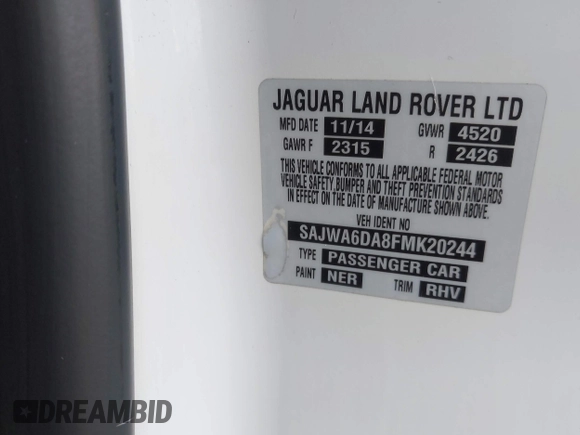 JAGUAR LAND ROVER LTD
MFD DATE 11/14 GVWR 4520
GAWR F 2315 R 2426
THIS VEHICLE CONFORMS TO ALL APPLICABLE FEDERAL MOTOR
VEHICLE SAFETY, BUMPER AND THEFT PREVENTION STANDARDS
IN EFFECT ON THE DATE OF MANUFACTURE SHOWN ABOVE.
VEH IDENT NO
SAJWA6DA8FMK20244
TYPE PASSENGER CAR
PAINT NER TRIM RHV
DREAMBID